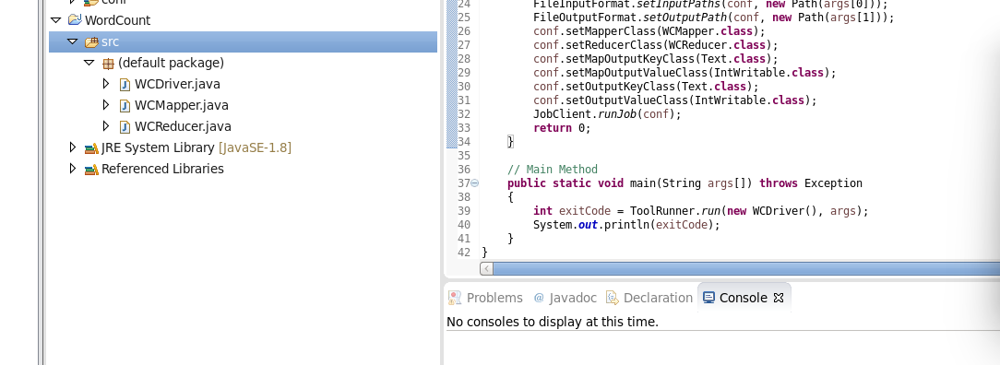 conf
WordCount
src
(default package)
WCDriver.java
WCMapper.java
WCReducer.java
JRE System Library [JavaSE-1.8]
Referenced Libraries
24 FileInputFormat.setInputPaths(conf, new Path(args[0]));
25 FileOutputFormat.setOutputPath(conf, new Path(args[1]));
26 conf.setMapperClass(WCMapper.class);
27 conf.setReducerClass(WCReducer.class);
28 conf.setMapOutputKeyClass(Text.class);
29 conf.setMapOutputValueClass(IntWritable.class);
30 conf.setOutputKeyClass(Text.class);
31 conf.setOutputValueClass(IntWritable.class);
32 JobClient.runJob(conf);
33 return 0;
34 }
35
36 // Main Method
37 public static void main(String args[]) throws Exception
38 {
39 int exitCode = ToolRunner.run(new WCDriver(), args);
40 System.out.println(exitCode);
41 }
42 }
Problems @ Javadoc Declaration Console
No consoles to display at this time.